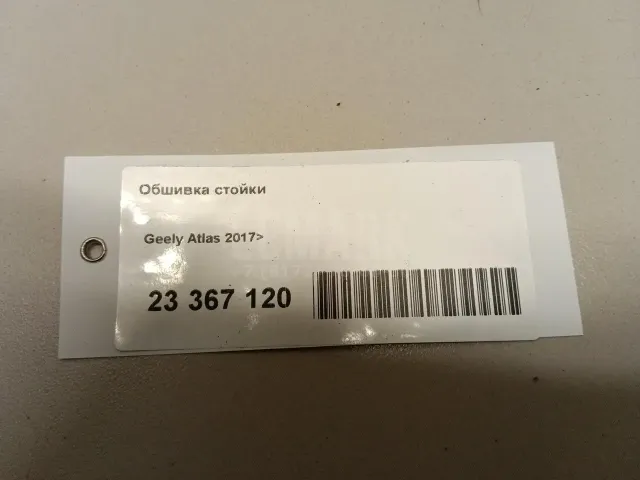 Обшивка стойки
Geely Atlas 2017>
23 367 120